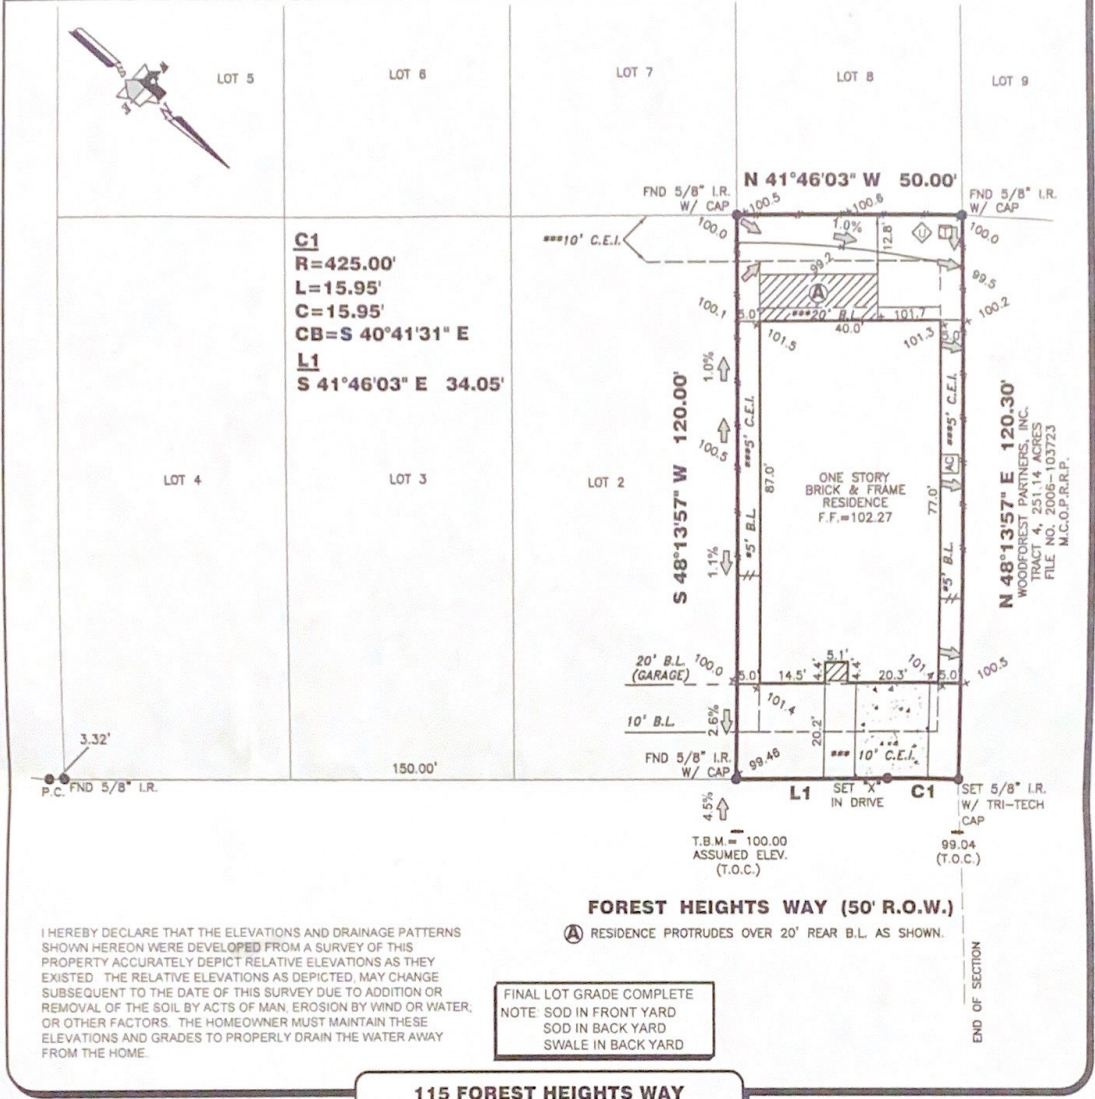 LOT 5
LOT 6
LOT 7
LOT 8
LOT 9
N 41°46'03" W 50.00'
FND 5/8" I.R.
W/ CAP
FND 5/8" I.R.
W/ CAP
100.5
100.6
100.0
100.0
1.0%
12.8'
U
T
***10' C.E.I.
99.2
99.5
C1
R=425.00'
L=15.95'
C=15.95'
CB=S 40°41'31" E
L1
S 41°46'03" E 34.05'
A
100.1
5.0'
***20' B.L.
101.7
100.2
40.0'
101.5
101.3
5.0'
1.0%
***5' C.E.I.
***5' C.E.I.
100.5
S 48°13'57" W 120.00'
N 48°13'57" E 120.30'
WOODFOREST PARTNERS, INC.
TRACT 4, 251.14 ACRES
FILE NO. 2006-103723
M.C.O.P.R.R.P.
LOT 4
LOT 3
LOT 2
87.0'
77.0'
AC
ONE STORY
BRICK & FRAME
RESIDENCE
F.F.=102.27
*5' B.L.
*5' B.L.
1.1%
20' B.L.
(GARAGE)
100.0
5.0'
14.5'
4.4'
5.1'
4.4'
20.3'
5.0'
100.5
101.4
10' B.L.
2.6%
20.2'
*** 10' C.E.I.
3.32'
FND 5/8" I.R.
W/ CAP
99.46
P.C.
FND 5/8" I.R.
150.00'
L1
SET "X"
IN DRIVE
C1
SET 5/8" I.R.
W/ TRI-TECH
CAP
4.5%
T.B.M.= 100.00
ASSUMED ELEV.
(T.O.C.)
99.04
(T.O.C.)
FOREST HEIGHTS WAY (50' R.O.W.)
A RESIDENCE PROTRUDES OVER 20' REAR B.L. AS SHOWN.
END OF SECTION
I HEREBY DECLARE THAT THE ELEVATIONS AND DRAINAGE PATTERNS
SHOWN HEREON WERE DEVELOPED FROM A SURVEY OF THIS
PROPERTY ACCURATELY DEPICT RELATIVE ELEVATIONS AS THEY
EXISTED THE RELATIVE ELEVATIONS AS DEPICTED, MAY CHANGE
SUBSEQUENT TO THE DATE OF THIS SURVEY DUE TO ADDITION OR
REMOVAL OF THE SOIL BY ACTS OF MAN, EROSION BY WIND OR WATER,
OR OTHER FACTORS. THE HOMEOWNER MUST MAINTAIN THESE
ELEVATIONS AND GRADES TO PROPERLY DRAIN THE WATER AWAY
FROM THE HOME.
FINAL LOT GRADE COMPLETE
NOTE: SOD IN FRONT YARD
SOD IN BACK YARD
SWALE IN BACK YARD
115 FOREST HEIGHTS WAY